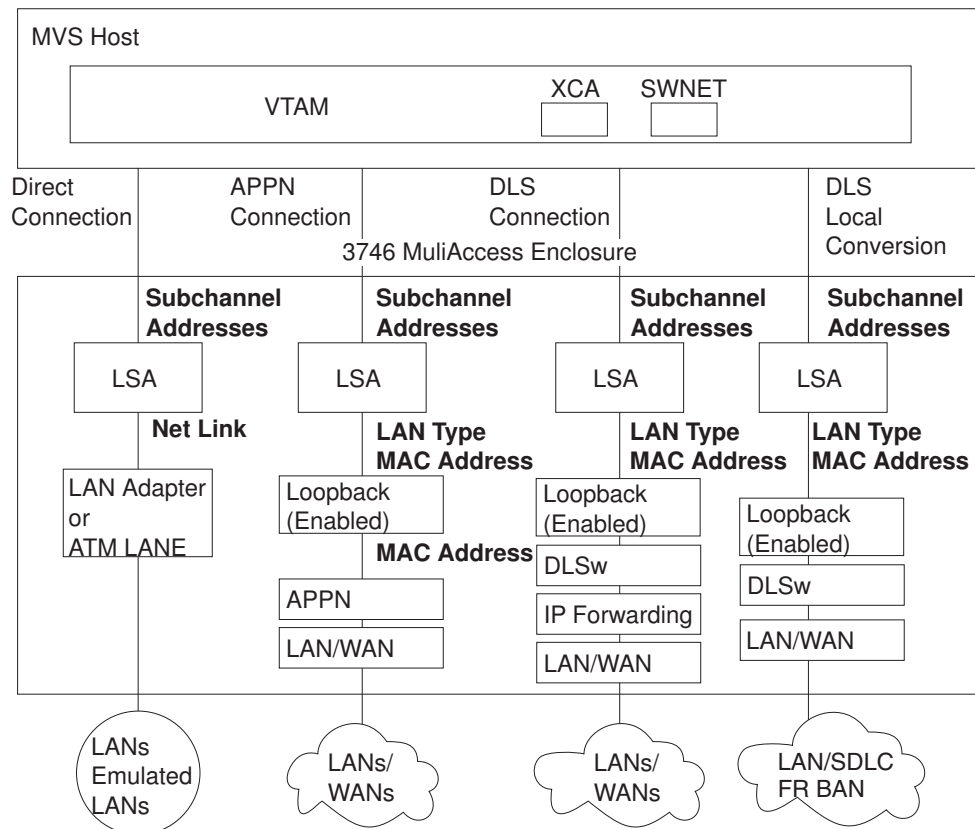 MVS Host
XCA
SWNET
VTAM
Direct
Connection
APPN
Connection
DLS
Connection
DLS
Local
Conversion
3746 MuliAccess Enclosure
Subchannel
Addresses
LSA
Net Link
LAN Adapter
or
ATM LANE
LANs
Emulated
LANs
Subchannel
Addresses
LSA
LAN Type
MAC Address
Loopback
(Enabled)
MAC Address
APPN
LAN/WAN
LANs/
WANs
Subchannel
Addresses
LSA
LAN Type
MAC Address
Loopback
(Enabled)
DLSw
IP Forwarding
LAN/WAN
LANs/
WANs
Subchannel
Addresses
LSA
LAN Type
MAC Address
Loopback
(Enabled)
DLSw
LAN/WAN
LAN/SDLC
FR BAN